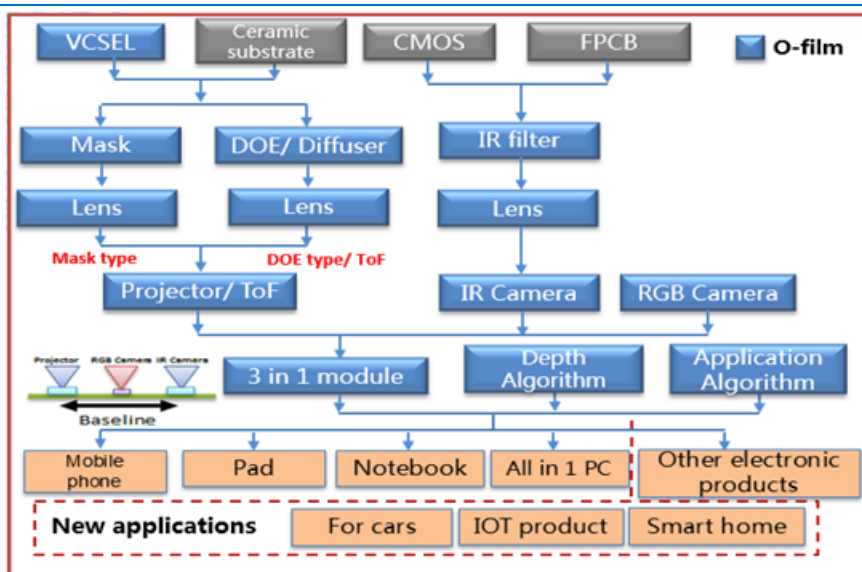 VCSEL
Ceramic
substrate
CMOS
FPCB
O-film
Mask
DOE/ Diffuser
IR filter
Lens
Lens
Lens
Mask type
DOE type/ ToF
Projector/ ToF
IR Camera
RGB Camera
Projector
RGB Camera
IR Camera
Baseline
3 in 1 module
Depth
Algorithm
Application
Algorithm
Mobile
phone
Pad
Notebook
All in 1 PC
Other electronic
products
New applications
For cars
IOT product
Smart home